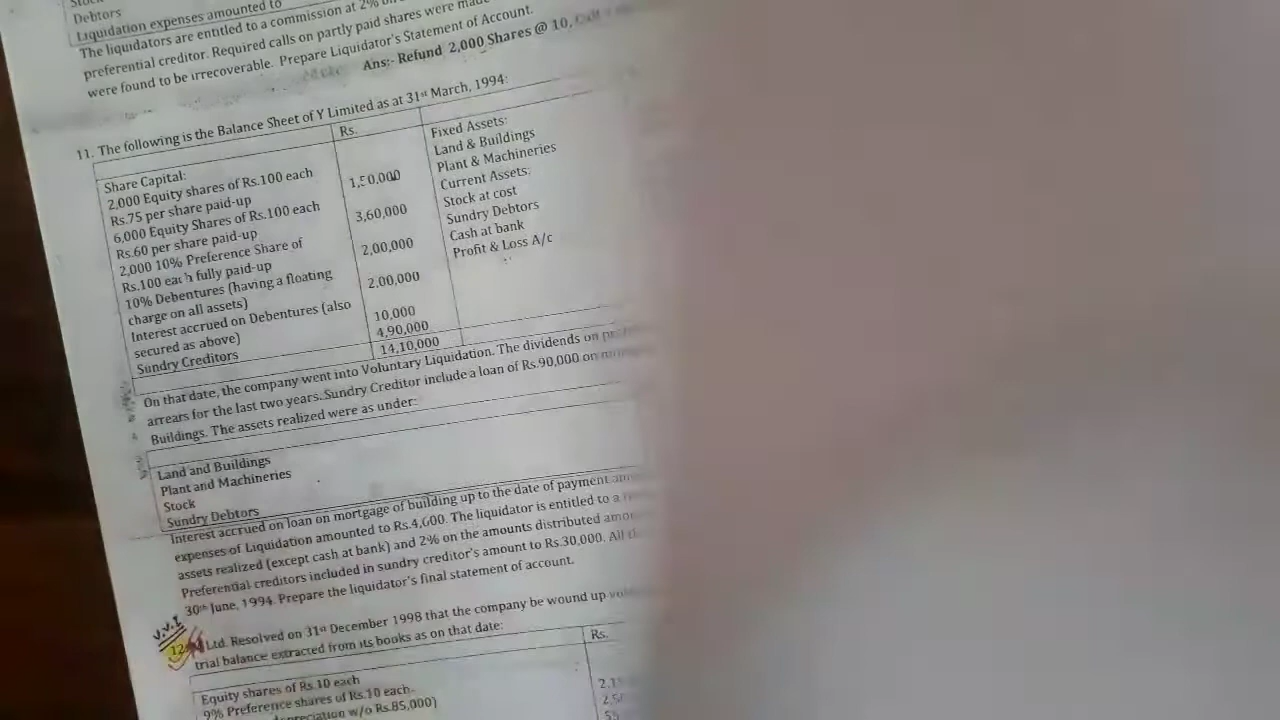 Stock
Debtors
Liquidation expenses amounted to
The liquidators are entitled to a commission at 2%
preferential creditor. Required calls on partly paid shares were made
were found to be irrecoverable. Prepare Liquidator's Statement of Account.
Ans:- Refund 2,000 Shares @ 10,
11. The following is the Balance Sheet of Y Limited as at 31st March, 1994:
Rs.
Share Capital:
2,000 Equity shares of Rs.100 each
Rs.75 per share paid-up 1,50,000
6,000 Equity Shares of Rs.100 each
Rs.60 per share paid-up 3,60,000
2,000 10% Preference Share of
Rs.100 each fully paid-up 2,00,000
10% Debentures (having a floating
charge on all assets) 2,00,000
Interest accrued on Debentures (also
secured as above) 10,000
Sundry Creditors 4,90,000
14,10,000
Fixed Assets:
Land & Buildings
Plant & Machineries
Current Assets:
Stock at cost
Sundry Debtors
Cash at bank
Profit & Loss A/c
On that date, the company went into Voluntary Liquidation. The dividends on
arrears for the last two years. Sundry Creditor include a loan of Rs.90,000 on
Buildings. The assets realized were as under:
Land and Buildings
Plant and Machineries
Stock
Sundry Debtors
Interest accrued on loan on mortgage of building up to the date of payment
expenses of Liquidation amounted to Rs.4,600. The liquidator is entitled to a
assets realized (except cash at bank) and 2% on the amounts distributed
Preferential creditors included in sundry creditor's amount to Rs.30,000. All
30th June, 1994. Prepare the liquidator's final statement of account.
V.V.I
12. Ltd. Resolved on 31st December 1998 that the company be wound up
trial balance extracted from its books as on that date:
Rs.
Equity shares of Rs.10 each
9% Preference shares of Rs.10 each
depreciation w/o Rs.85,000)